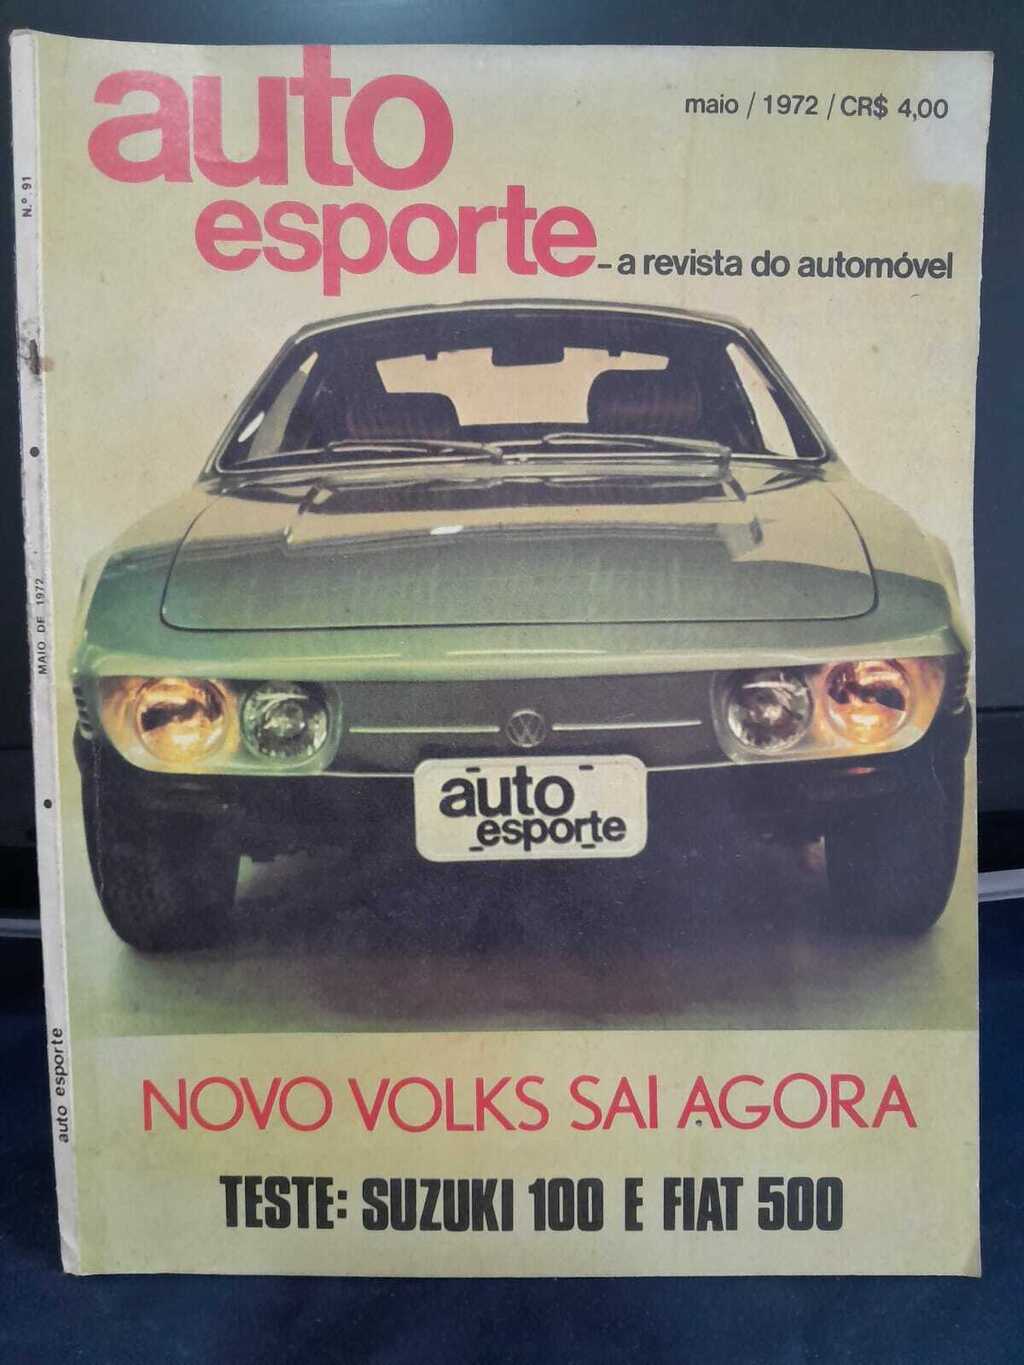 auto
esporte
maio / 1972 / CR$ 4,00
- a revista do automóvel
N.º 91
MAIO DE 1972
auto esporte
auto
esporte
NOVO VOLKS SAI AGORA
TESTE: SUZUKI 100 E FIAT 500